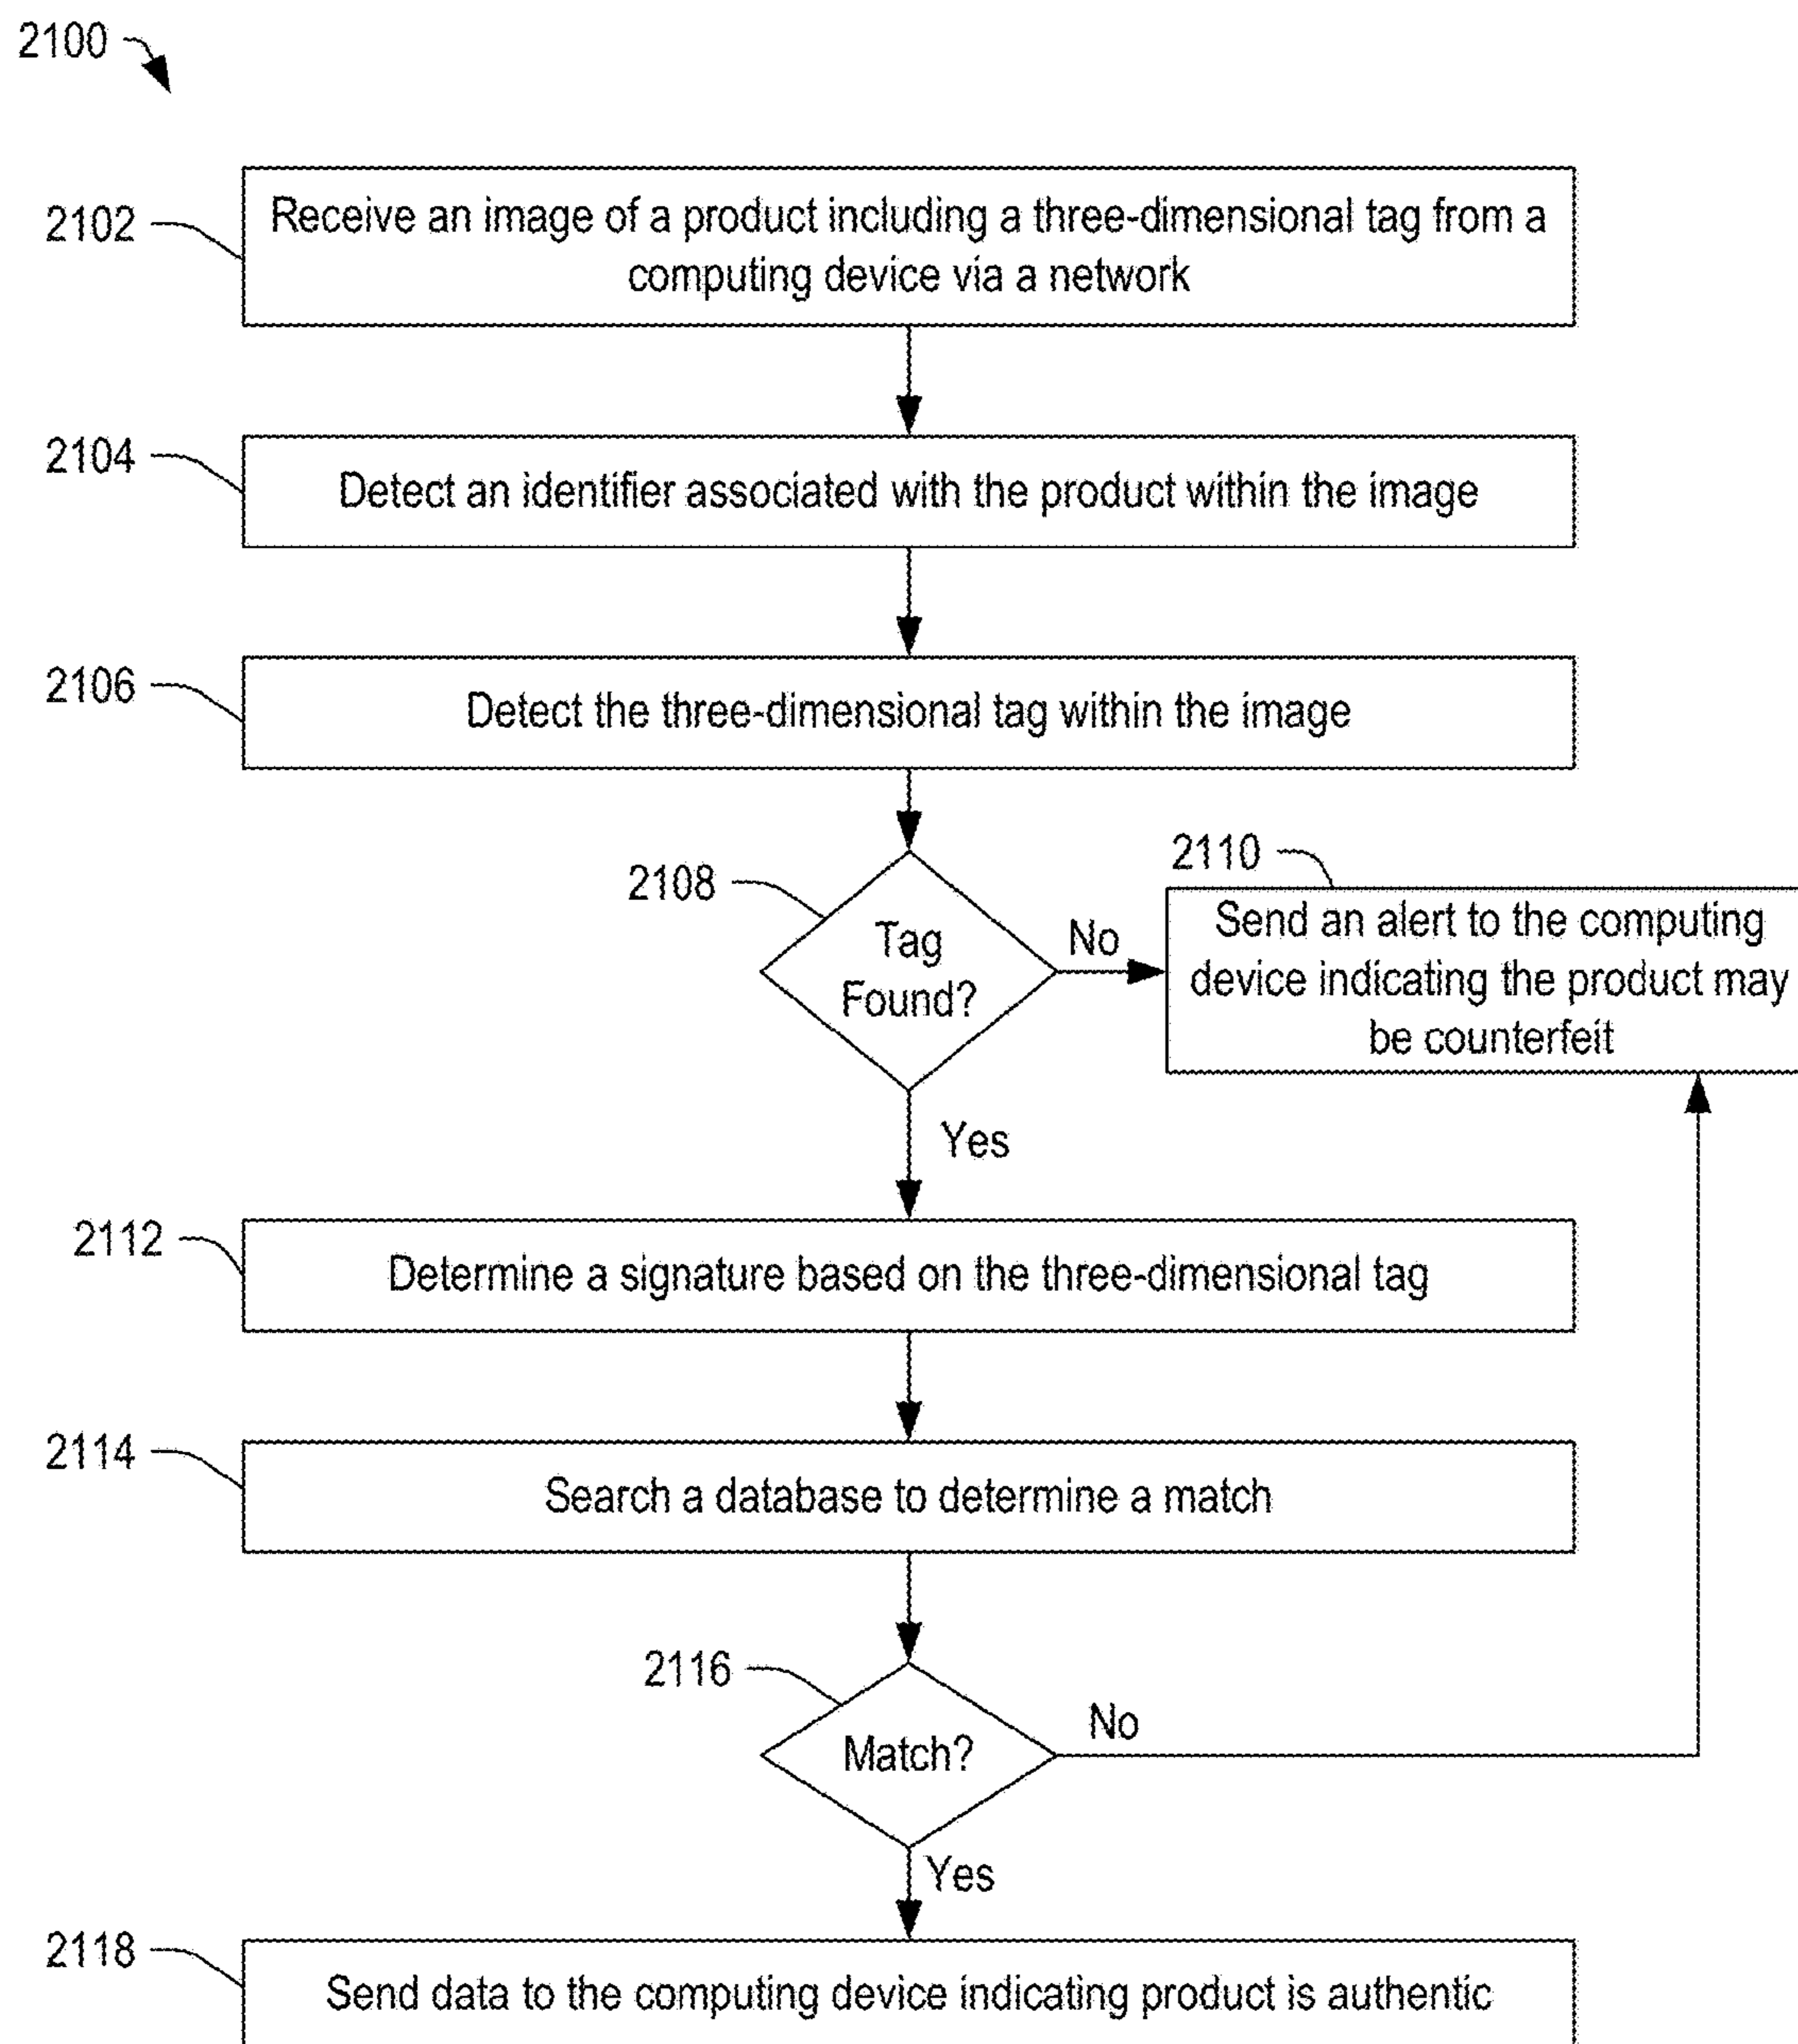 2100
2102
Receive an image of a product including a three-dimensional tag from a
computing device via a network
2104
Detect an identifier associated with the product within the image
2106
Detect the three-dimensional tag within the image
2108
Tag
Found?
No
2110
Send an alert to the computing
device indicating the product may
be counterfeit
Yes
2112
Determine a signature based on the three-dimensional tag
2114
Search a database to determine a match
2116
Match?
No
Yes
2118
Send data to the computing device indicating product is authentic